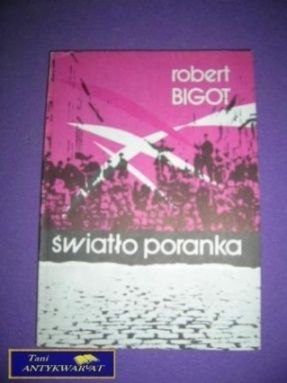 robert
BIGOT
światło poranka
Tani
ANTYKWARIAT